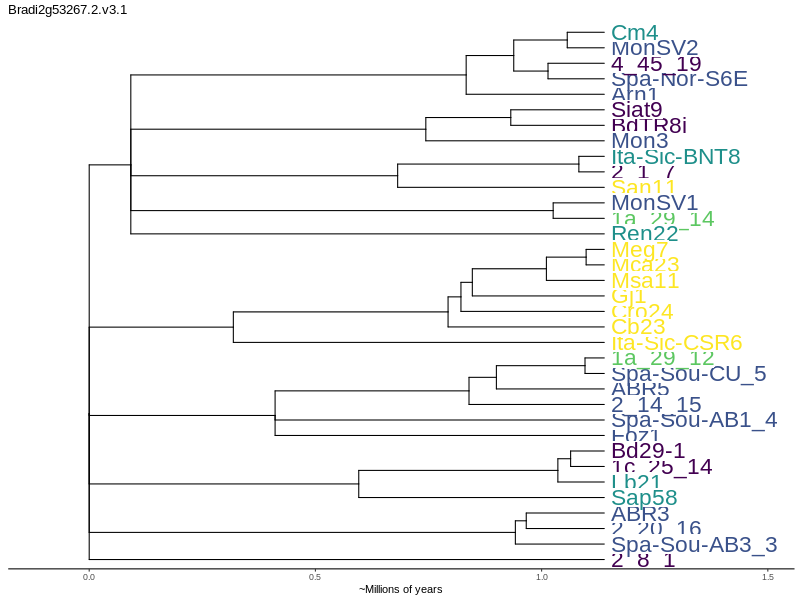 Bradi2g53267.2.v3.1
Cm4
MonSV2
4_45_19
Spa-Nor-S6E
Arn1
Siat9
BdTR8i
Mon3
Ita-Sic-BNT8
2_1_7
San11
MonSV1
1a_29_14
Ren22
Meg7
Mca23
Msa11
Gi1
Cro24
Cb23
Ita-Sic-CSR6
1a_29_12
Spa-Sou-CU_5
ABR5
2_14_15
Spa-Sou-AB1_4
Foz1
Bd29-1
1c_25_14
Lb21
Sap58
ABR3
2_20_16
Spa-Sou-AB3_3
2_8_1
0.0 0.5 1.0 1.5
~Millions of years